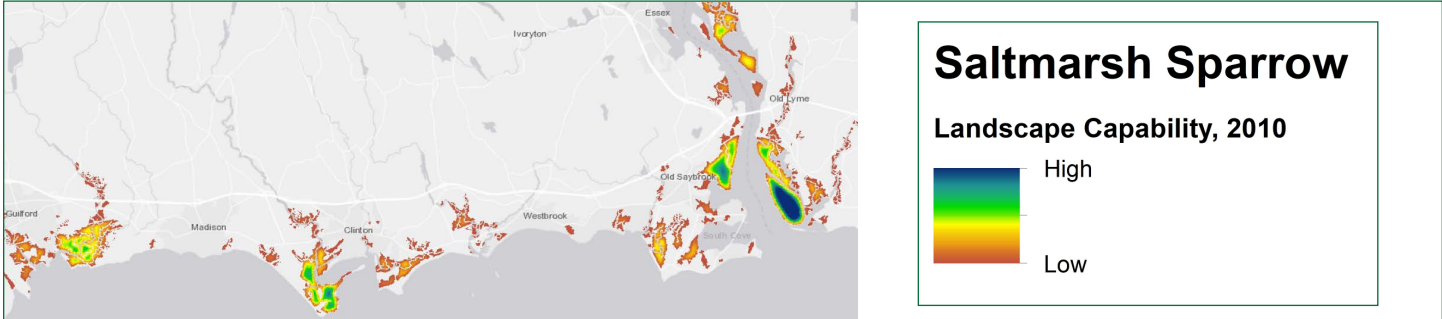 Essex
Ivoryton
Old Lyme
Old Saybrook
Guilford
Madison
Clinton
Westbrook
South Cove
Saltmarsh Sparrow
Landscape Capability, 2010
High
Low